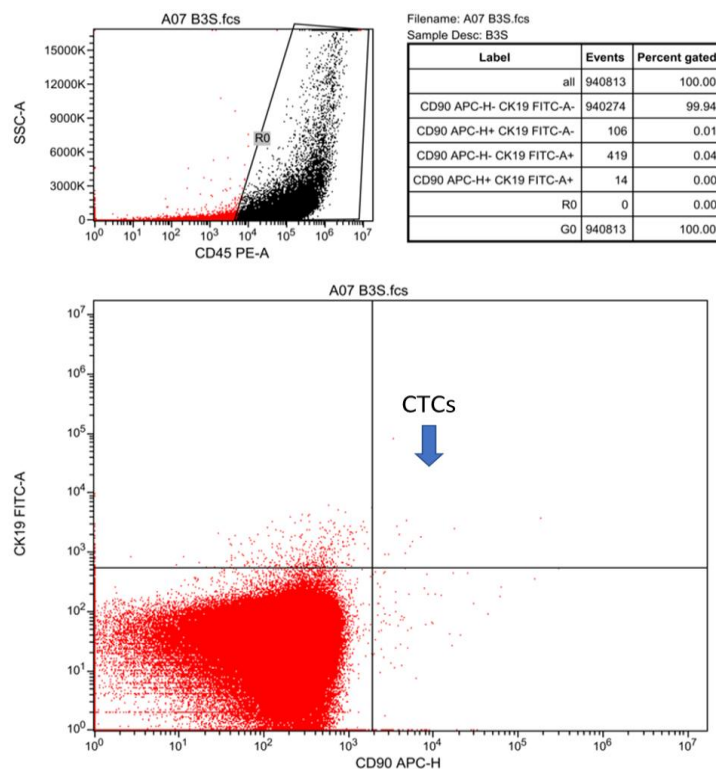 A07 B3S.fcs
SSC-A
15000K
12000K
9000K
6000K
3000K
0
R0
10^0 10^1 10^2 10^3 10^4 10^5 10^6 10^7
CD45 PE-A
Filename: A07 B3S.fcs
Sample Desc: B3S
Label Events Percent gated
all 940813 100.00
CD90 APC-H- CK19 FITC-A- 940274 99.94
CD90 APC-H+ CK19 FITC-A- 106 0.01
CD90 APC-H- CK19 FITC-A+ 419 0.04
CD90 APC-H+ CK19 FITC-A+ 14 0.00
R0 0 0.00
G0 940813 100.00
A07 B3S.fcs
CK19 FITC-A
10^7
10^6
10^5
10^4
10^3
10^2
10^1
10^0
CTCs
10^0 10^1 10^2 10^3 10^4 10^5 10^6 10^7
CD90 APC-H